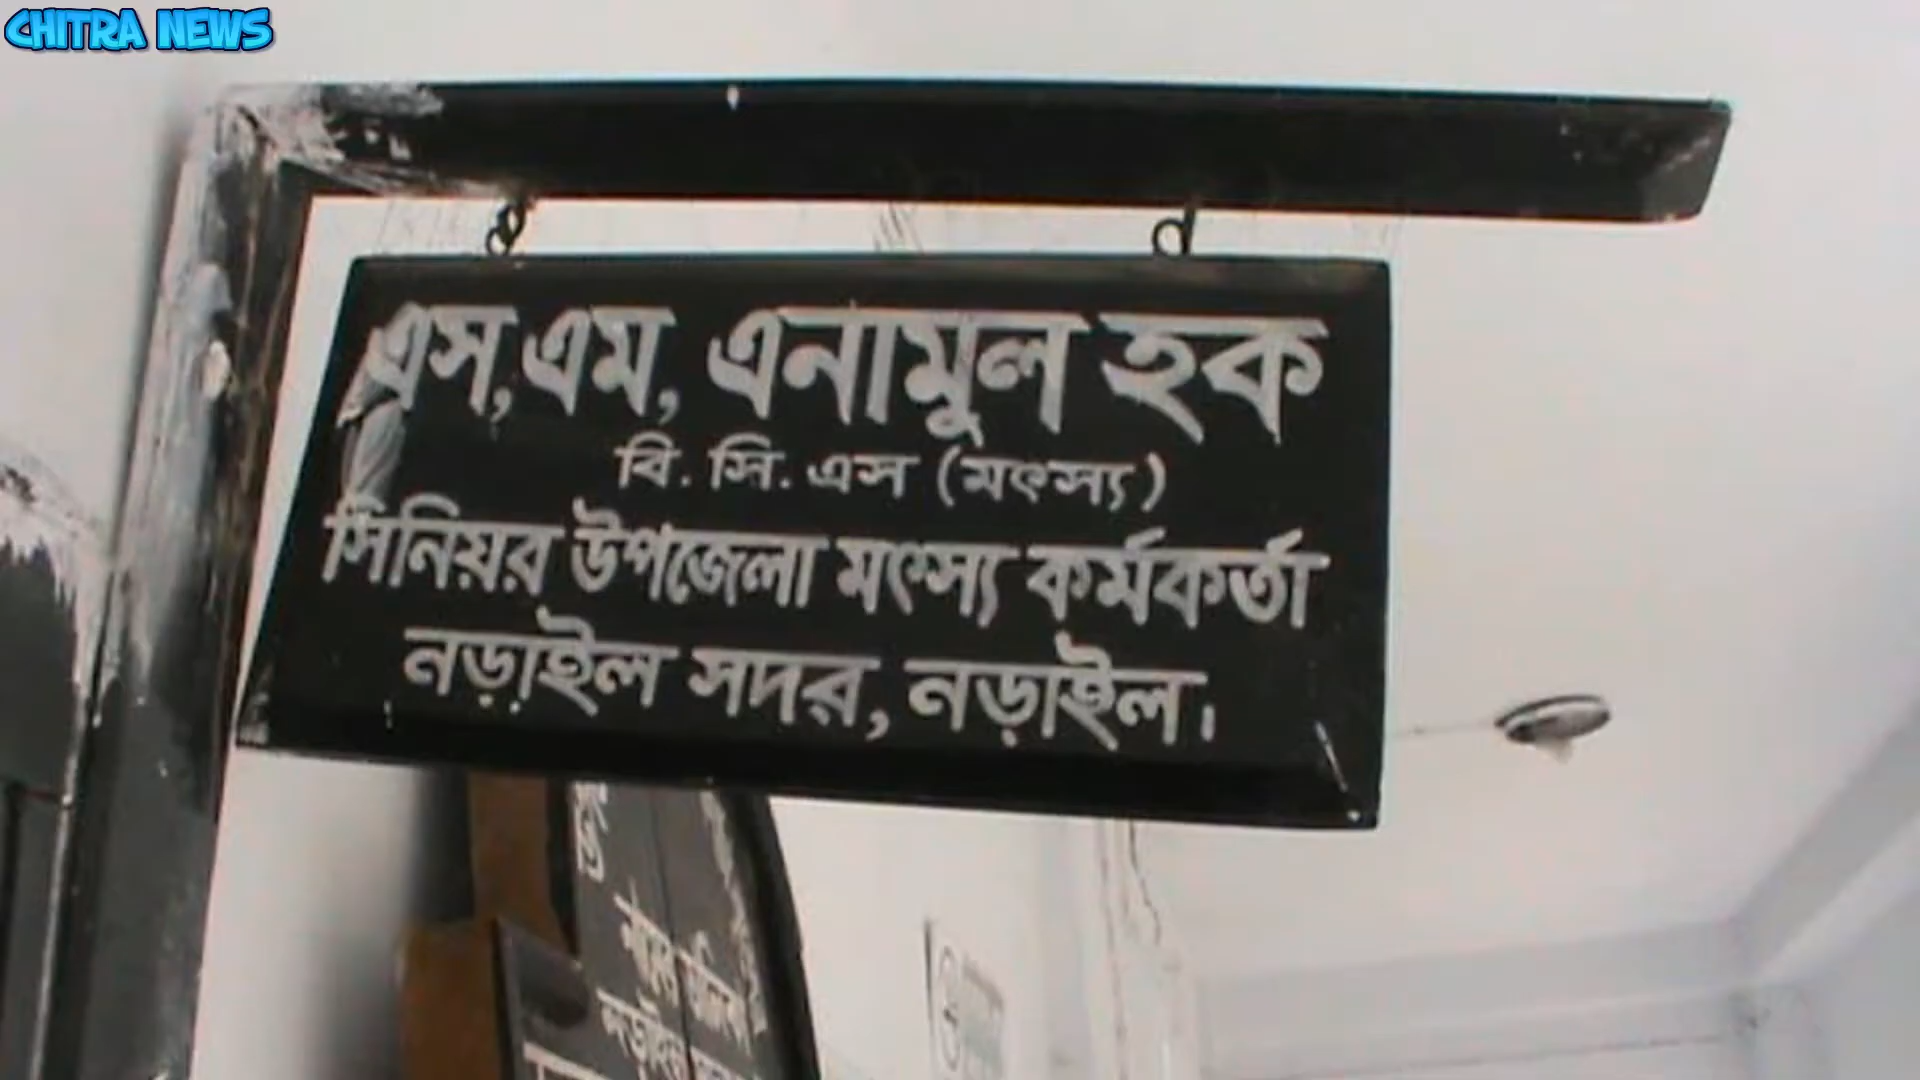 CHITRA NEWS
এস,এম, এনামুল হক
বি. সি. এস (মৎস্য)
সিনিয়র উপজেলা মৎস্য কর্মকর্তা
নড়াইল সদর, নড়াইল।